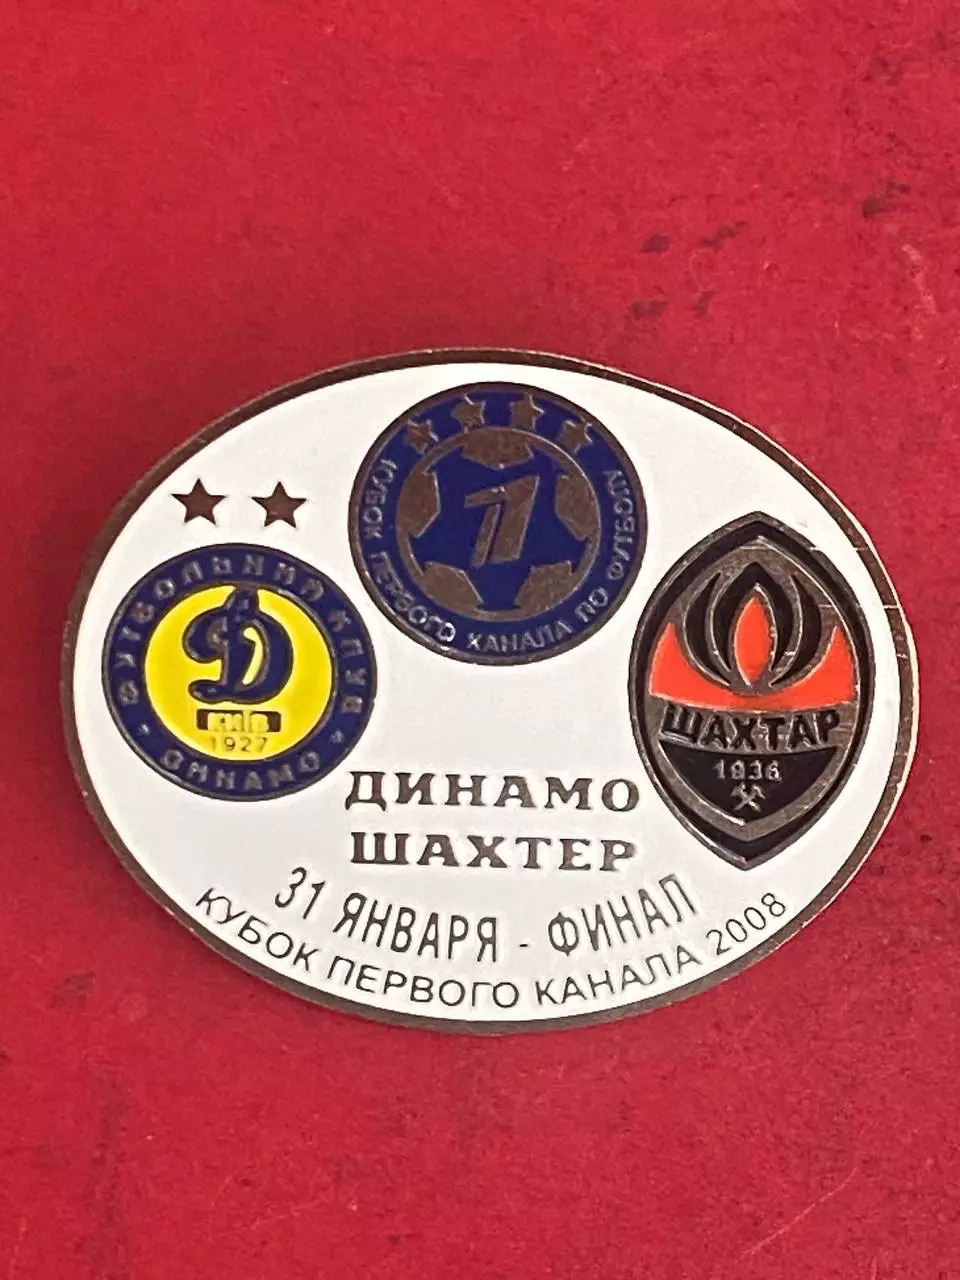 КУБОК ПЕРВОГО КАНАЛА ПО ФУТБОЛУ
1
ФУТБОЛЬНИЙ КЛУБ
Д
КИЇВ
1927
ДИНАМО
ШАХТАР
1936
ДИНАМО
ШАХТЕР
31 ЯНВАРЯ - ФИНАЛ
КУБОК ПЕРВОГО КАНАЛА 2008